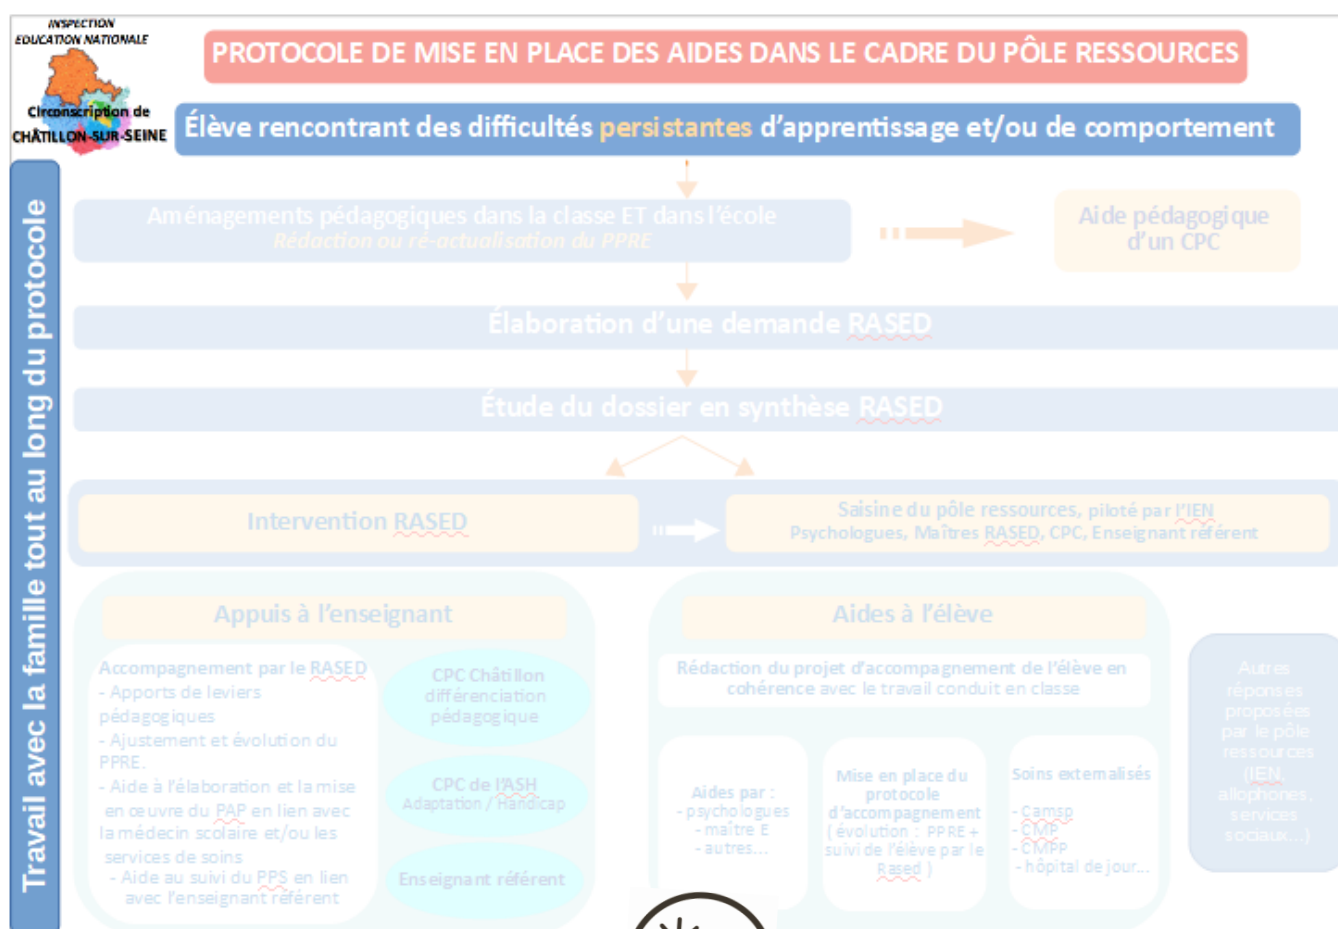 INSPECTION
EDUCATION NATIONALE
Circonscription de
CHÂTILLON-SUR-SEINE
PROTOCOLE DE MISE EN PLACE DES AIDES DANS LE CADRE DU PÔLE RESSOURCES
Élève rencontrant des difficultés persistantes d'apprentissage et/ou de comportement
Travail avec la famille tout au long du protocole
Aménagements pédagogiques dans la classe ET dans l'école
Rédaction ou ré-actualisation du PPRE
Aide pédagogique
d'un CPC
Élaboration d'une demande RASED
Étude du dossier en synthèse RASED
Intervention RASED
Saisine du pôle ressources, piloté par l'IEN
Psychologues, Maîtres RASED, CPC, Enseignant référent
Appuis à l'enseignant
Accompagnement par le RASED
- Apports de leviers
pédagogiques
- Ajustement et évolution du
PPRE.
- Aide à l'élaboration et la mise
en œuvre du PAP en lien avec
la médecin scolaire et/ou les
services de soins
- Aide au suivi du PPS en lien
avec l'enseignant référent
CPC Châtillon
différenciation
pédagogique
CPC de l'ASH
Adaptation / Handicap
Enseignant référent
Aides à l'élève
Rédaction du projet d'accompagnement de l'élève en
cohérence avec le travail conduit en classe
Aides par :
- psychologues
- maître E
- autres...
Mise en place du
protocole
d'accompagnement
( évolution : PPRE +
suivi de l'élève par le
Rased )
Soins externalisés
- Camsp
- CMP
- CMPP
- hôpital de jour...
Autres
réponses
proposées
par le pôle
ressources
(IEN,
allophones,
services
sociaux...)